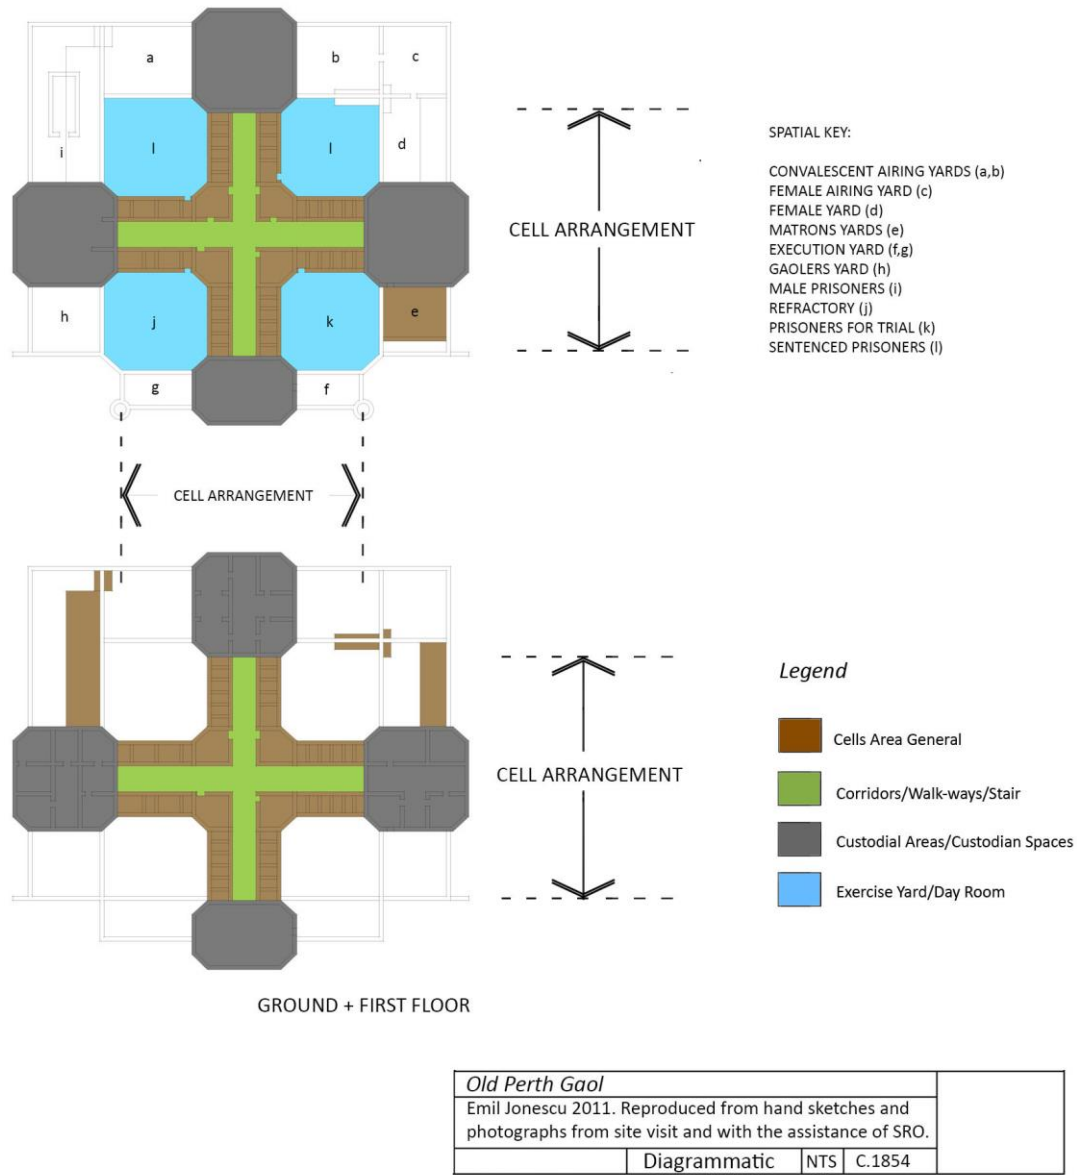 a
b
c
SPATIAL KEY:
l
l
d
i
CONVALESCENT AIRING YARDS (a,b)
FEMALE AIRING YARD (c)
FEMALE YARD (d)
MATRONS YARDS (e)
EXECUTION YARD (f,g)
GAOLERS YARD (h)
MALE PRISONERS (i)
REFRACTORY (j)
PRISONERS FOR TRIAL (k)
SENTENCED PRISONERS (l)
CELL ARRANGEMENT
h
j
k
e
g
f
CELL ARRANGEMENT
CELL ARRANGEMENT
Legend
Cells Area General
Corridors/Walk-ways/Stair
Custodial Areas/Custodian Spaces
Exercise Yard/Day Room
GROUND + FIRST FLOOR
Old Perth Gaol
Emil Jonescu 2011. Reproduced from hand sketches and
photographs from site visit and with the assistance of SRO.
Diagrammatic NTS C.1854